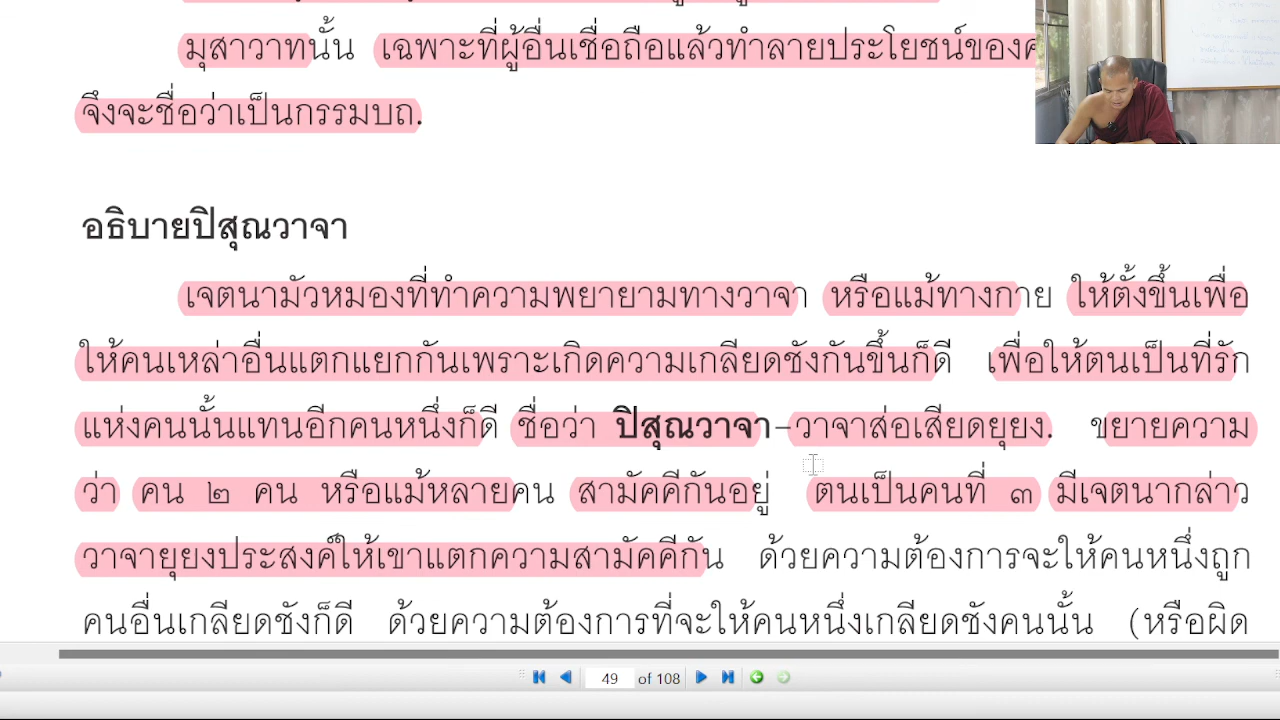 มุสาวาทนั้น เฉพาะที่ผู้อื่นเชื่อถือแล้วทำลายประโยชน์ของ
จึงจะชื่อว่าเป็นกรรมบถ.
อธิบายปิสุณวาจา
เจตนามัวหมองที่ทำความพยายามทางวาจา หรือแม้ทางกาย ให้ตั้งขึ้นเพื่อ
ให้คนเหล่าอื่นแตกแยกกันเพราะเกิดความเกลียดชังกันขึ้นก็ดี เพื่อให้ตนเป็นที่รัก
แห่งคนนั้นแทนอีกคนหนึ่งก็ดี ชื่อว่า ปิสุณวาจา–วาจาส่อเสียดยุยง. ขยายความ
ว่า คน ๒ คน หรือแม้หลายคน สามัคคีกันอยู่ ตนเป็นคนที่ ๓ มีเจตนากล่าว
วาจายุยงประสงค์ให้เขาแตกความสามัคคีกัน ด้วยความต้องการจะให้คนหนึ่งถูก
คนอื่นเกลียดชังก็ดี ด้วยความต้องการที่จะให้คนหนึ่งเกลียดชังคนนั้น (หรือผิด
49 of 108